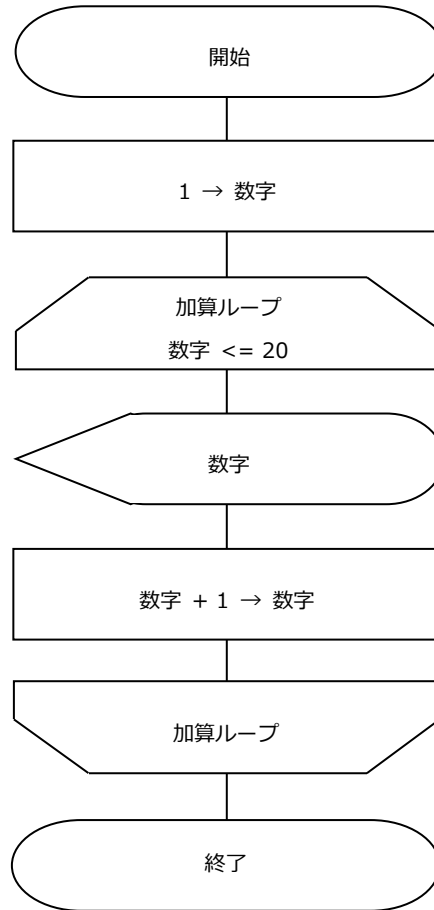 開始
1 → 数字
加算ループ
数字 <= 20
数字
数字 + 1 → 数字
加算ループ
終了